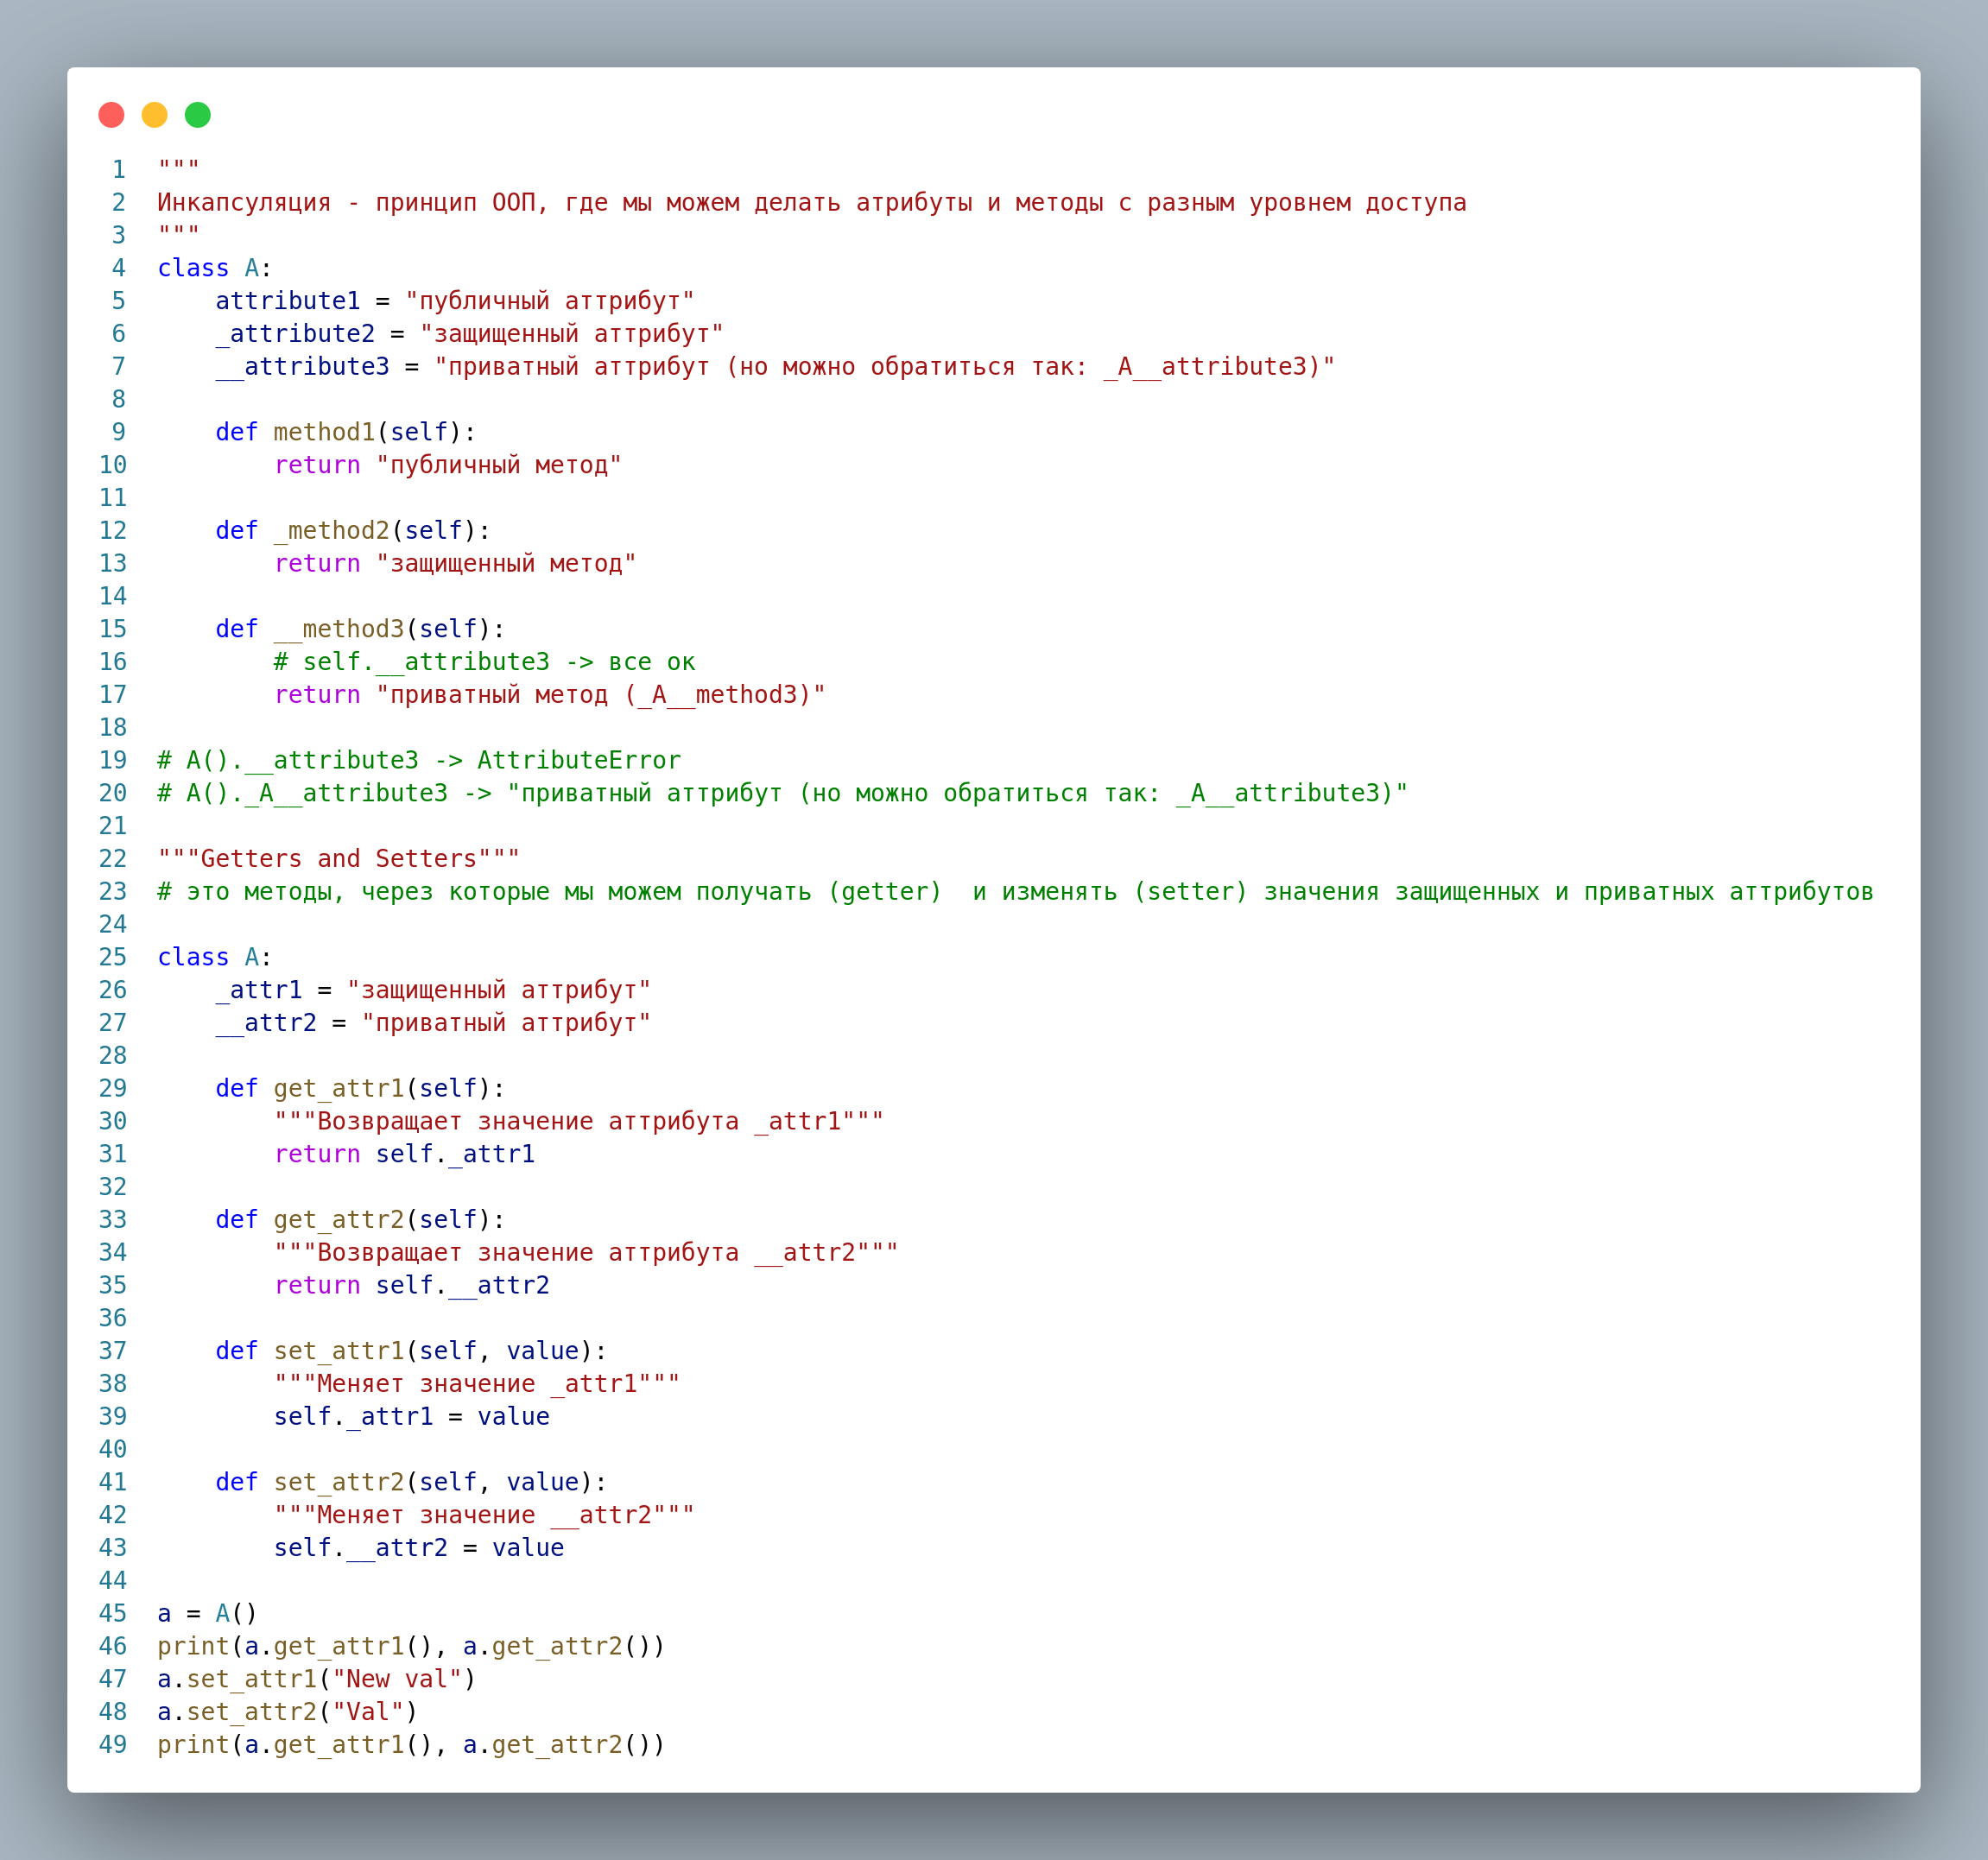 1 """
2 Инкапсуляция - принцип ООП, где мы можем делать атрибуты и методы с разным уровнем доступа
3 """
4 class A:
5     attribute1 = "публичный аттрибут"
6     _attribute2 = "защищенный аттрибут"
7     __attribute3 = "приватный аттрибут (но можно обратиться так: _A__attribute3)"
8
9     def method1(self):
10         return "публичный метод"
11
12     def _method2(self):
13         return "защищенный метод"
14
15     def __method3(self):
16         # self.__attribute3 -> все ок
17         return "приватный метод (_A__method3)"
18
19 # A().__attribute3 -> AttributeError
20 # A()._A__attribute3 -> "приватный аттрибут (но можно обратиться так: _A__attribute3)"
21
22 """Getters and Setters"""
23 # это методы, через которые мы можем получать (getter)  и изменять (setter) значения защищенных и приватных аттрибутов
24
25 class A:
26     _attr1 = "защищенный аттрибут"
27     __attr2 = "приватный аттрибут"
28
29     def get_attr1(self):
30         """Возвращает значение аттрибута _attr1"""
31         return self._attr1
32
33     def get_attr2(self):
34         """Возвращает значение аттрибута __attr2"""
35         return self.__attr2
36
37     def set_attr1(self, value):
38         """Меняет значение _attr1"""
39         self._attr1 = value
40
41     def set_attr2(self, value):
42         """Меняет значение __attr2"""
43         self.__attr2 = value
44
45 a = A()
46 print(a.get_attr1(), a.get_attr2())
47 a.set_attr1("New val")
48 a.set_attr2("Val")
49 print(a.get_attr1(), a.get_attr2())